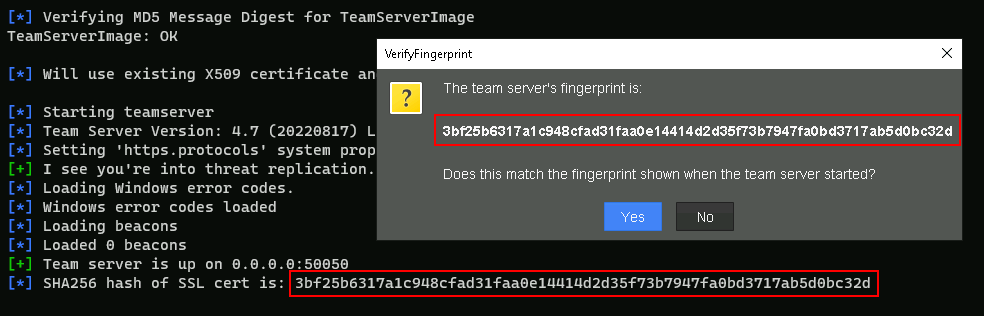 [*] Verifying MD5 Message Digest for TeamServerImage
TeamServerImage: OK
[*] Will use existing X509 certificate an
[*] Starting teamserver
[*] Team Server Version: 4.7 (20220817) L
[*] Setting 'https.protocols' system prop
[+] I see you're into threat replication.
[*] Loading Windows error codes.
[*] Windows error codes loaded
[*] Loading beacons
[*] Loaded 0 beacons
[+] Team server is up on 0.0.0.0:50050
[*] SHA256 hash of SSL cert is: 3bf25b6317a1c948cfad31faa0e14414d2d35f73b7947fa0bd3717ab5d0bc32d
VerifyFingerprint
?
The team server's fingerprint is:
3bf25b6317a1c948cfad31faa0e14414d2d35f73b7947fa0bd3717ab5d0bc32d
Does this match the fingerprint shown when the team server started?
Yes
No